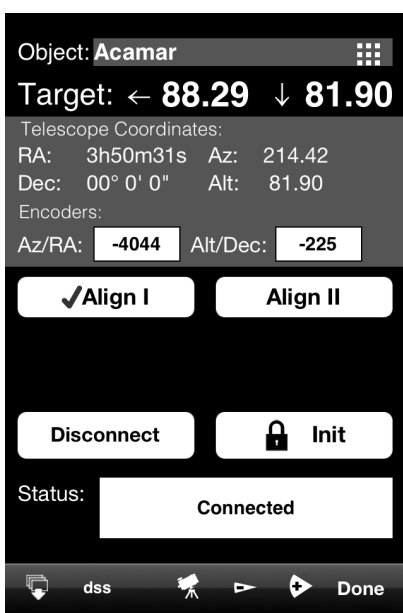 Object: Acamar
Target: ← 88.29 ↓ 81.90
Telescope Coordinates:
RA: 3h50m31s Az: 214.42
Dec: 00° 0' 0" Alt: 81.90
Encoders:
Az/RA: -4044 Alt/Dec: -225
✓Align I Align II
Disconnect Init
Status: Connected
dss Done